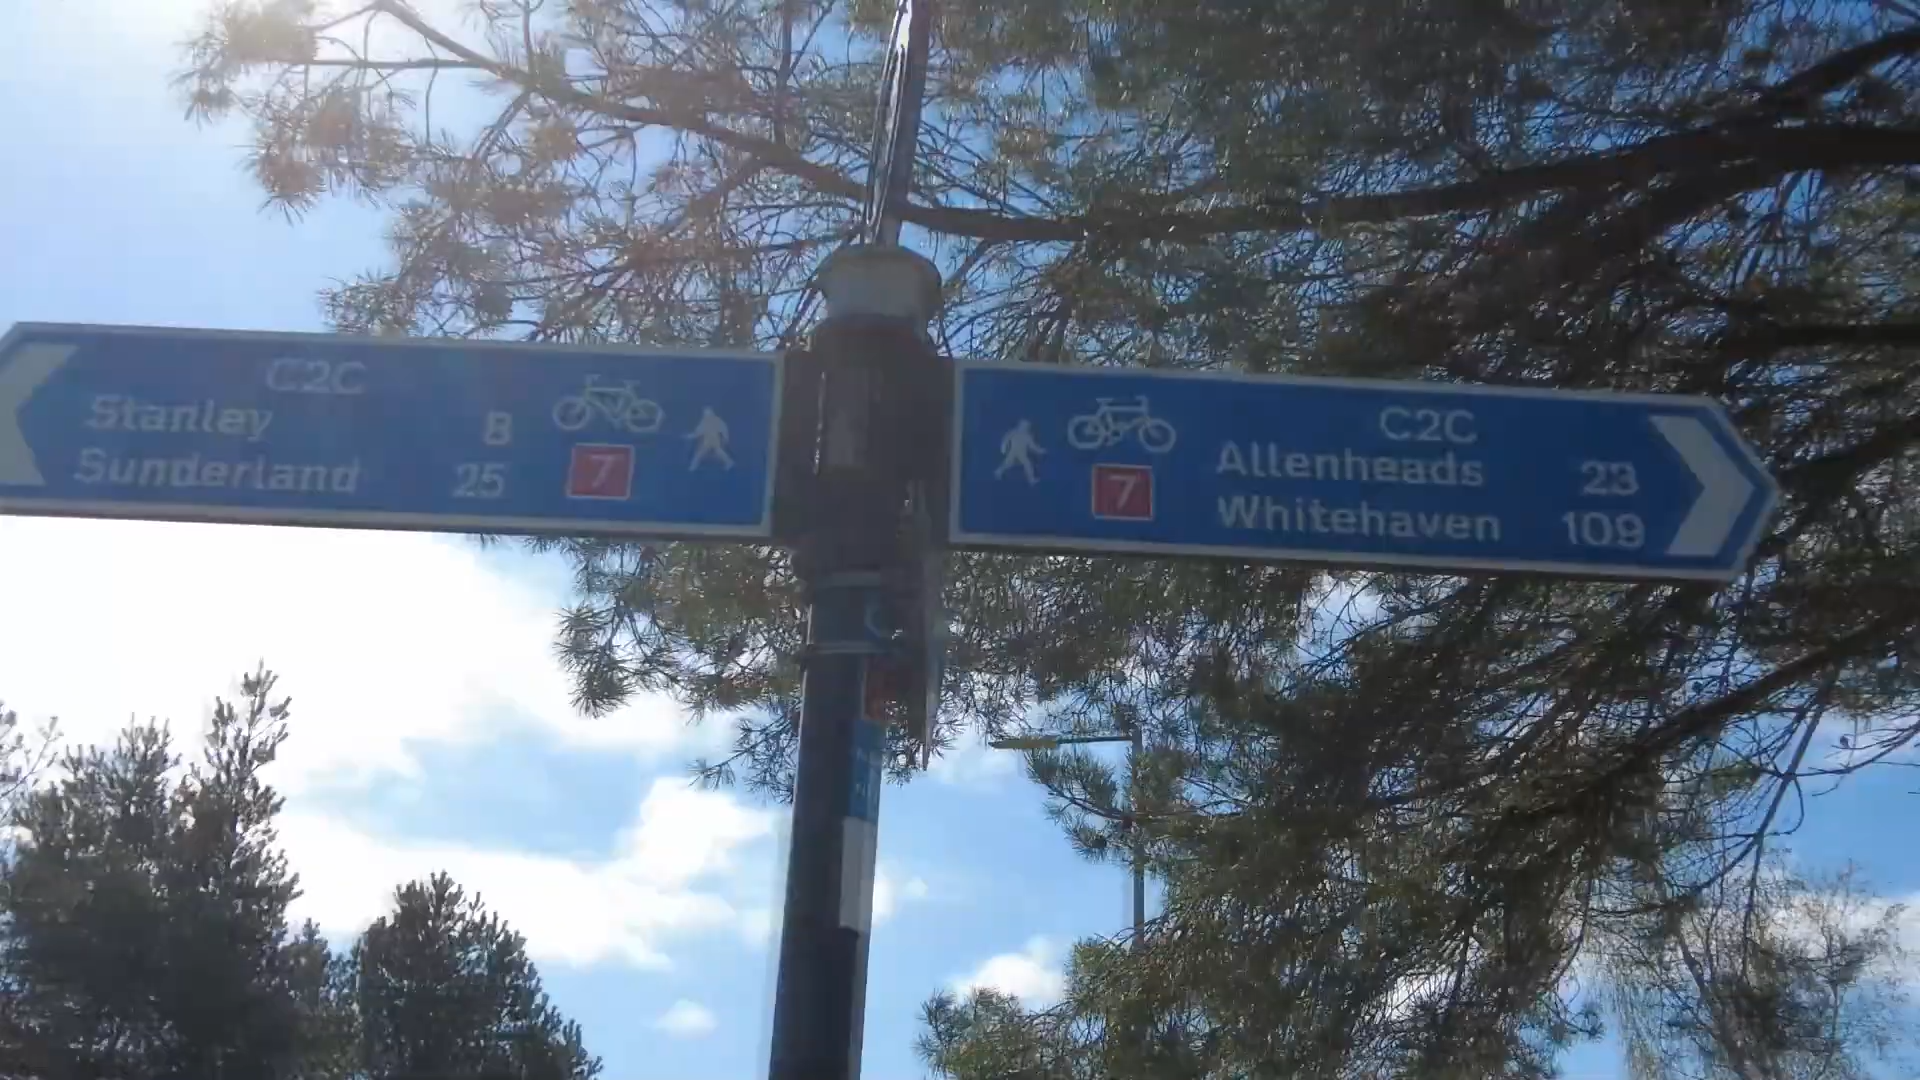 C2C
Stanley 8
Sunderland 25
7
C2C
Allenheads 23
Whitehaven 109
7